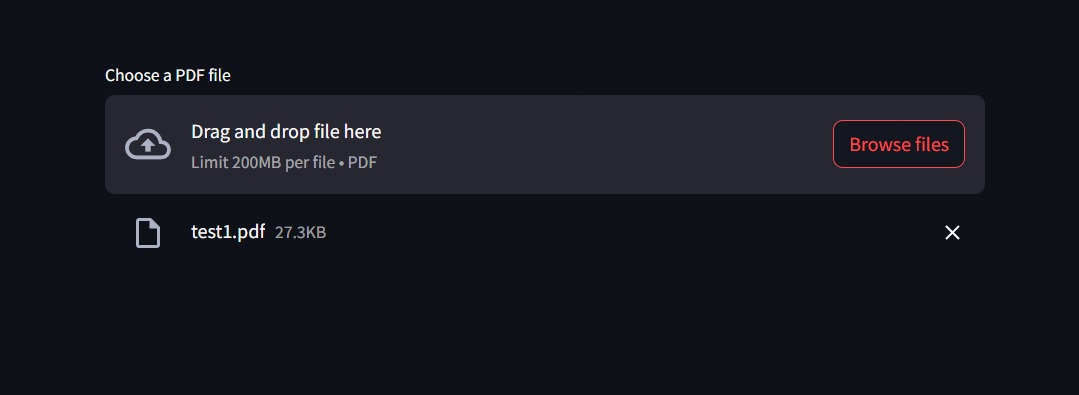 Choose a PDF file
Drag and drop file here
Limit 200MB per file • PDF
Browse files
test1.pdf 27.3KB